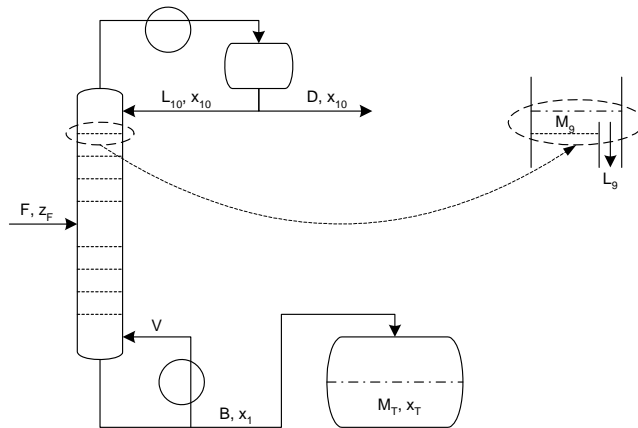 L10, x10
D, x10
M9
L9
F, zF
V
B, x1
MT, xT